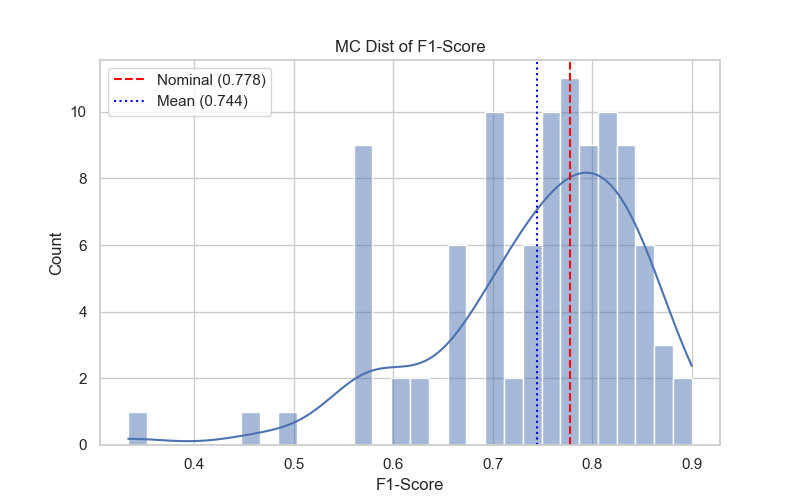 MC Dist of F1-Score
Nominal (0.778)
Mean (0.744)
10
8
6
4
2
0
Count
0.4 0.5 0.6 0.7 0.8 0.9
F1-Score